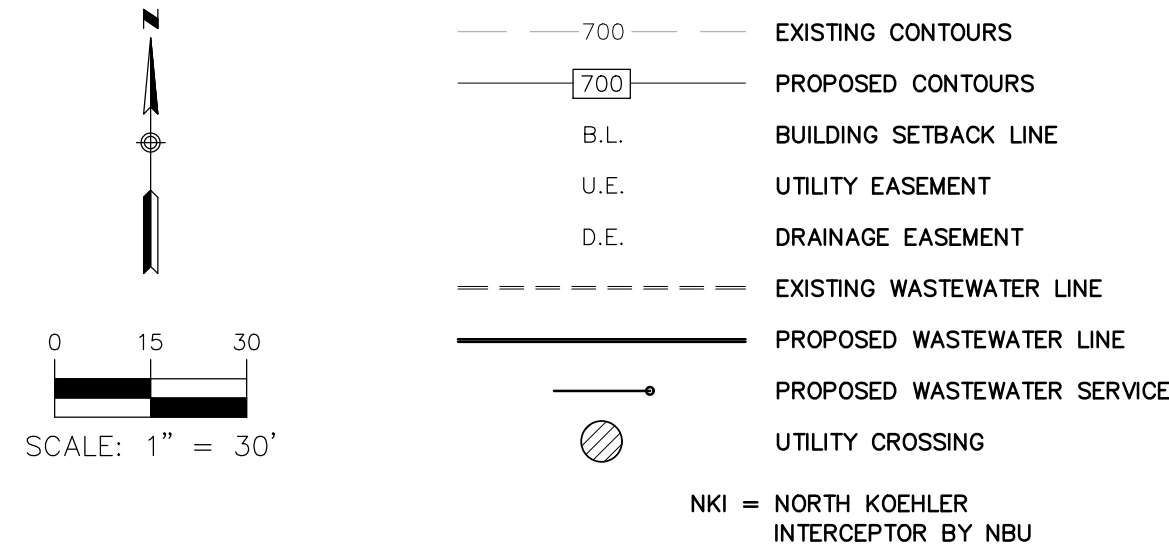 N
0 15 30
SCALE: 1" = 30'
700 EXISTING CONTOURS
700 PROPOSED CONTOURS
B.L. BUILDING SETBACK LINE
U.E. UTILITY EASEMENT
D.E. DRAINAGE EASEMENT
EXISTING WASTEWATER LINE
PROPOSED WASTEWATER LINE
PROPOSED WASTEWATER SERVICE
UTILITY CROSSING
NKI = NORTH KOEHLER
INTERCEPTOR BY NBU